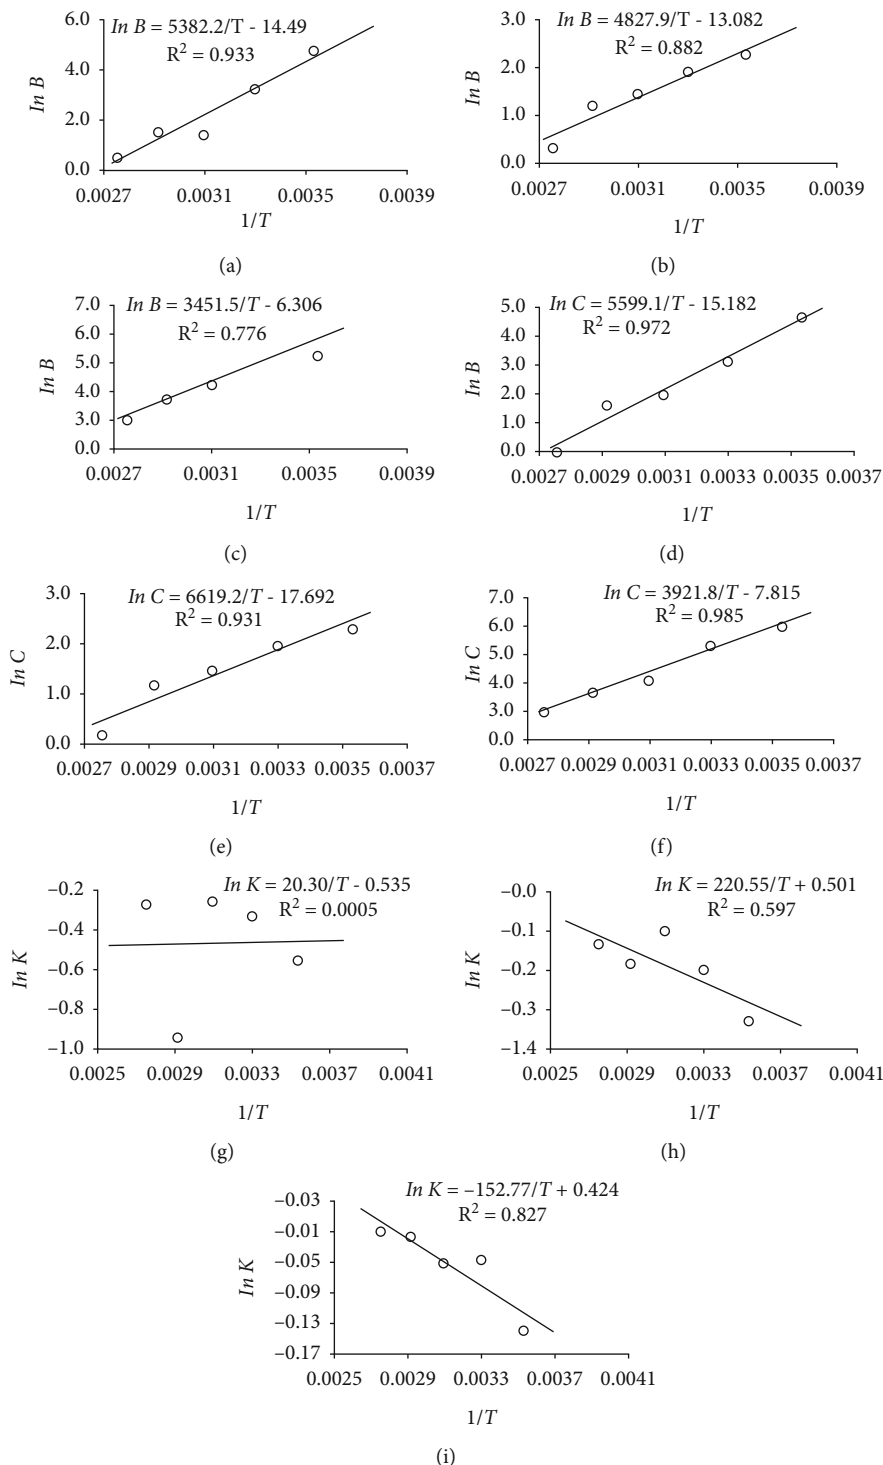 In B = 5382.2/T - 14.49
R² = 0.933
In B
6.0
4.0
2.0
0.0
0.0027
0.0031
0.0035
0.0039
1/T
(a)
In B = 4827.9/T - 13.082
R² = 0.882
In B
3.0
2.0
1.0
0.0
0.0027
0.0031
0.0035
0.0039
1/T
(b)
In B = 3451.5/T - 6.306
R² = 0.776
In B
7.0
6.0
5.0
4.0
3.0
0.0
0.0027
0.0031
0.0035
0.0039
1/T
(c)
In C = 5599.1/T - 15.182
R² = 0.972
In B
5.0
4.0
3.0
2.0
1.0
0.0
0.0027
0.0029
0.0031
0.0033
0.0035
0.0037
1/T
(d)
In C = 6619.2/T - 17.692
R² = 0.931
In C
3.0
2.0
1.0
0.0
0.0027
0.0029
0.0031
0.0033
0.0035
0.0037
1/T
(e)
In C = 3921.8/T - 7.815
R² = 0.985
In C
7.0
6.0
5.0
4.0
3.0
0.0
0.0027
0.0029
0.0031
0.0033
0.0035
0.0037
1/T
(f)
In K = 20.30/T - 0.535
R² = 0.0005
In K
−0.2
−0.4
−0.6
−0.8
−1.0
0.0025
0.0029
0.0033
0.0037
0.0041
1/T
(g)
In K = 220.55/T + 0.501
R² = 0.597
In K
−0.0
−0.1
−0.2
−0.3
−1.4
0.0025
0.0029
0.0033
0.0037
0.0041
1/T
(h)
In K = −152.77/T + 0.424
R² = 0.827
In K
−0.03
−0.01
−0.05
−0.09
−0.13
−0.17
0.0025
0.0029
0.0033
0.0037
0.0041
1/T
(i)